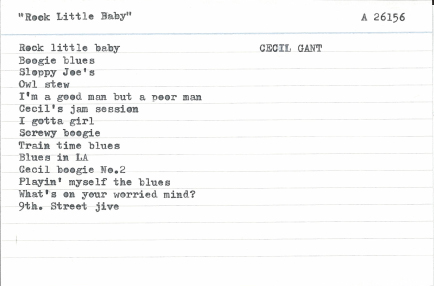 "Rock Little Baby" A 26156
Rock little baby CECIL GANT
Boogie blues
Sloppy Joe's
Owl stew
I'm a good man but a poor man
Cecil's jam session
I gotta girl
Screwy boogie
Train time blues
Blues in LA
Cecil boogie No.2
Playin' myself the blues
What's on your worried mind?
9th. Street jive